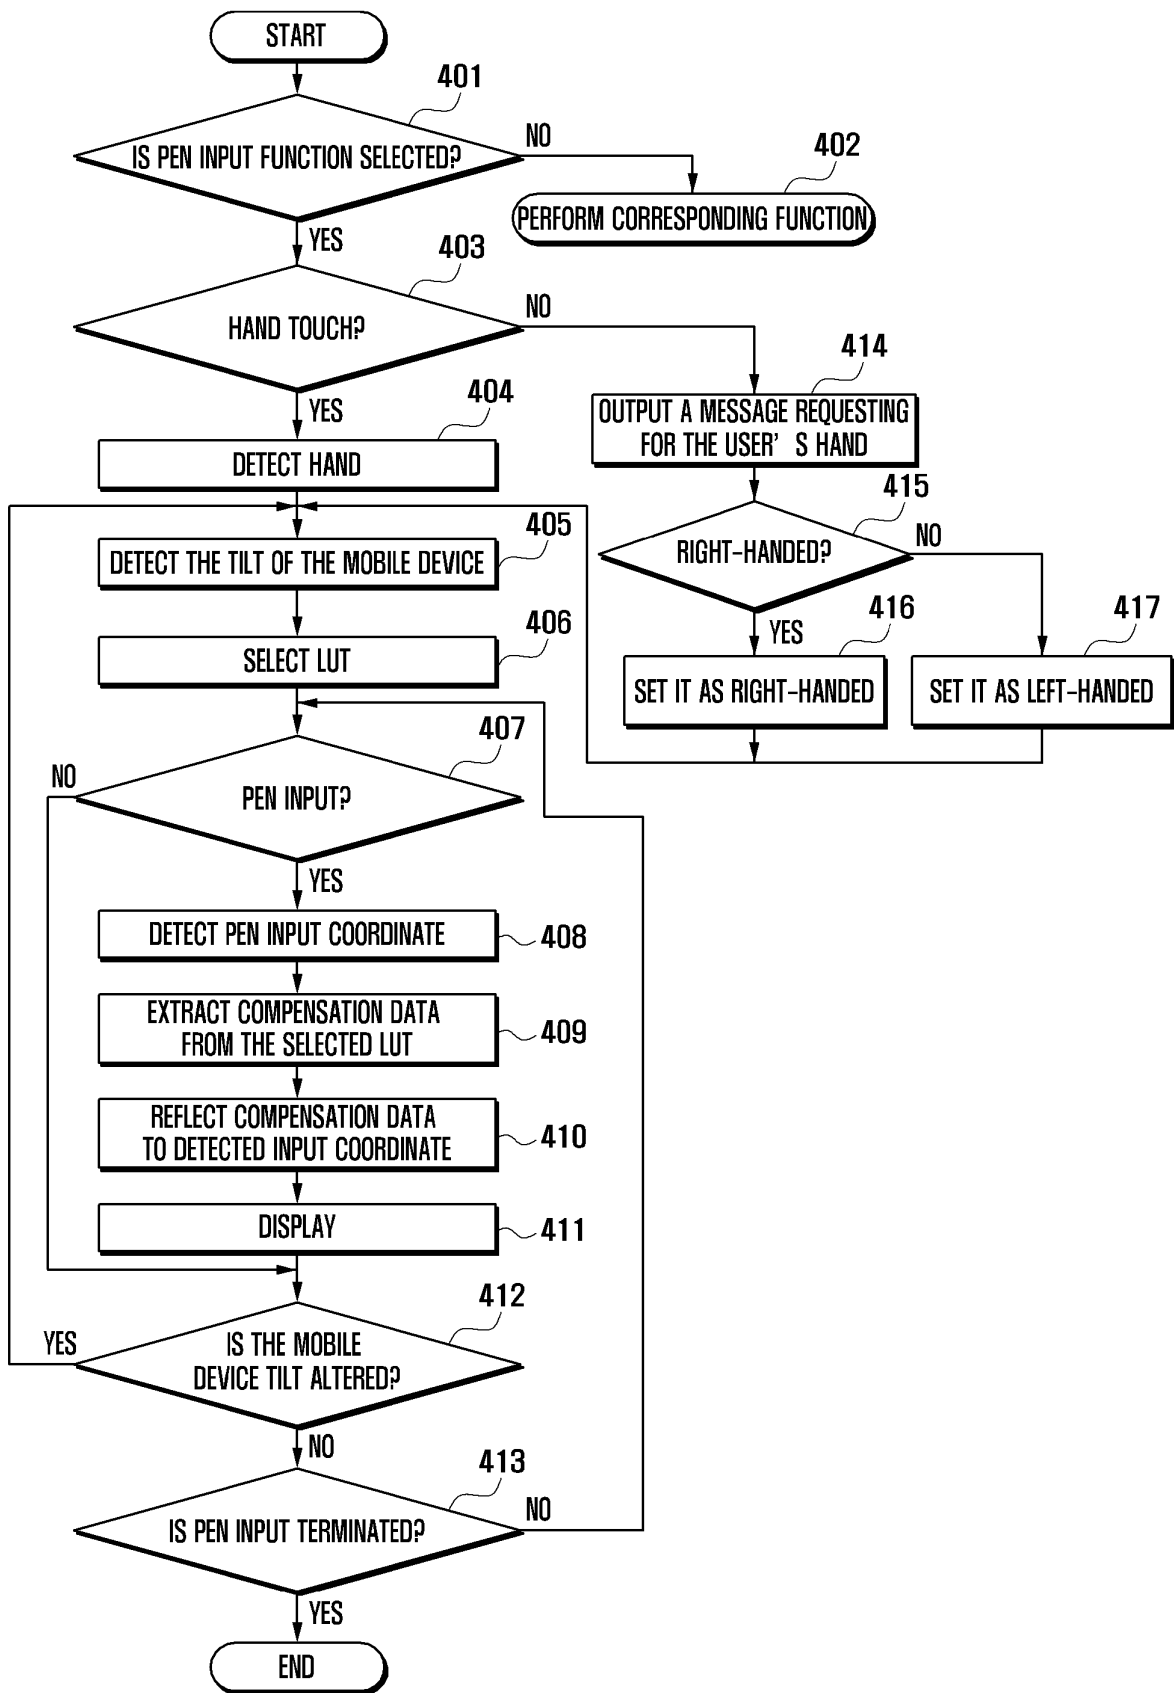 START
401
IS PEN INPUT FUNCTION SELECTED?
NO
402
PERFORM CORRESPONDING FUNCTION
YES
403
HAND TOUCH?
NO
414
OUTPUT A MESSAGE REQUESTING
FOR THE USER' S HAND
YES
404
DETECT HAND
415
RIGHT-HANDED?
NO
405
DETECT THE TILT OF THE MOBILE DEVICE
YES
416
SET IT AS RIGHT-HANDED
417
SET IT AS LEFT-HANDED
406
SELECT LUT
407
NO
PEN INPUT?
YES
DETECT PEN INPUT COORDINATE
408
EXTRACT COMPENSATION DATA
FROM THE SELECTED LUT
409
REFLECT COMPENSATION DATA
TO DETECTED INPUT COORDINATE
410
DISPLAY
411
412
YES
IS THE MOBILE
DEVICE TILT ALTERED?
NO
413
IS PEN INPUT TERMINATED?
NO
YES
END